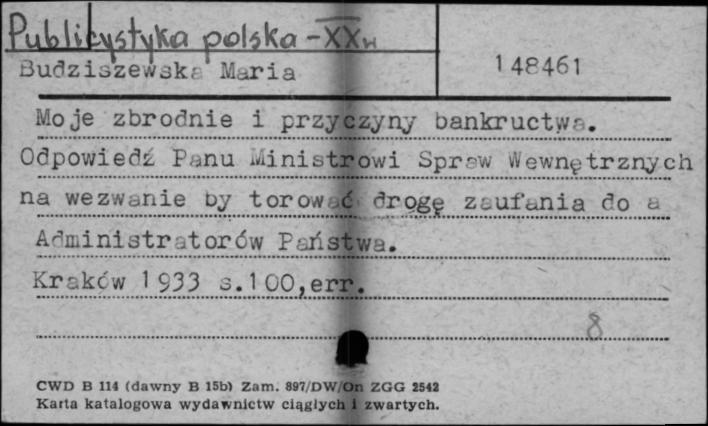 Publicystyka polska - XX w
Budziszewska Maria
148461
Moje zbrodnie i przyczyny bankructwa.
Odpowiedź Panu Ministrowi Spraw Wewnętrznych
na wezwanie by torować drogę zaufania do a
Administratorów Państwa.
Kraków 1933 s.100,err.
8
CWD B 114 (dawny B 15b) Zam. 897/DW/On ZGG 2542
Karta katalogowa wydawnictw ciągłych i zwartych.